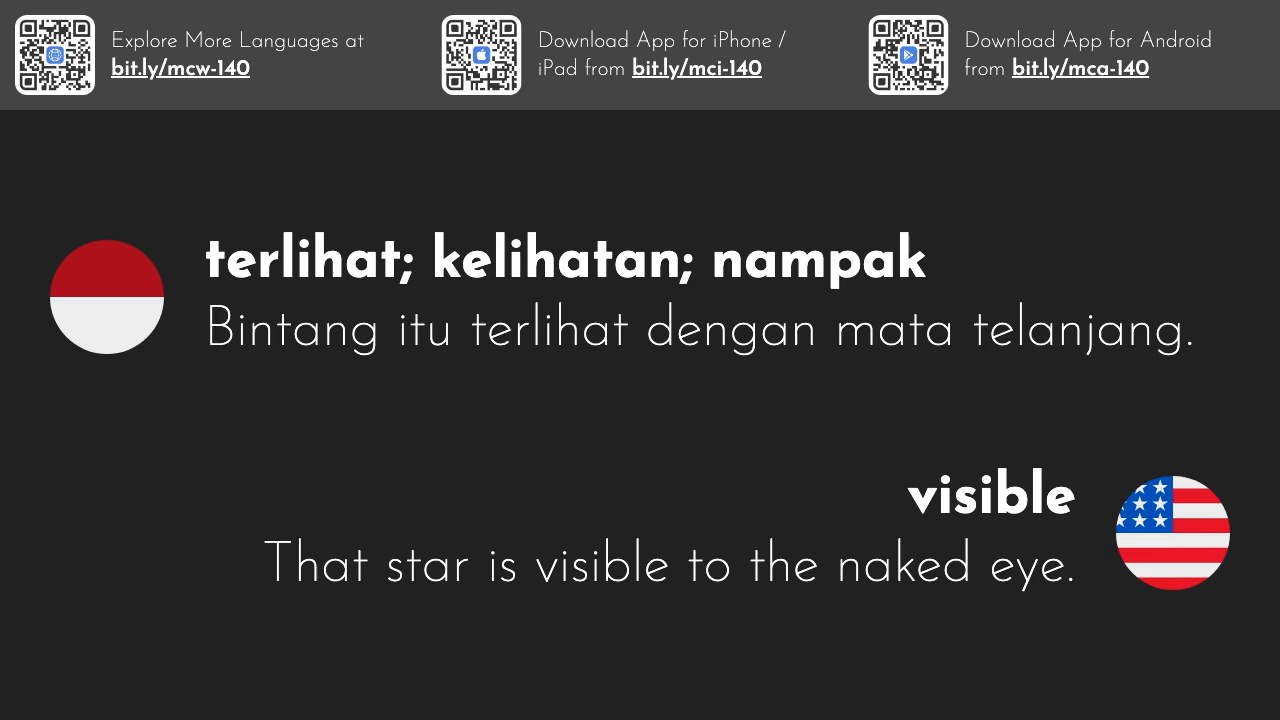 Explore More Languages at
bit.ly/mcw-140
Download App for iPhone /
iPad from bit.ly/mci-140
Download App for Android
from bit.ly/mca-140
terlihat; kelihatan; nampak
Bintang itu terlihat dengan mata telanjang.
visible
That star is visible to the naked eye.